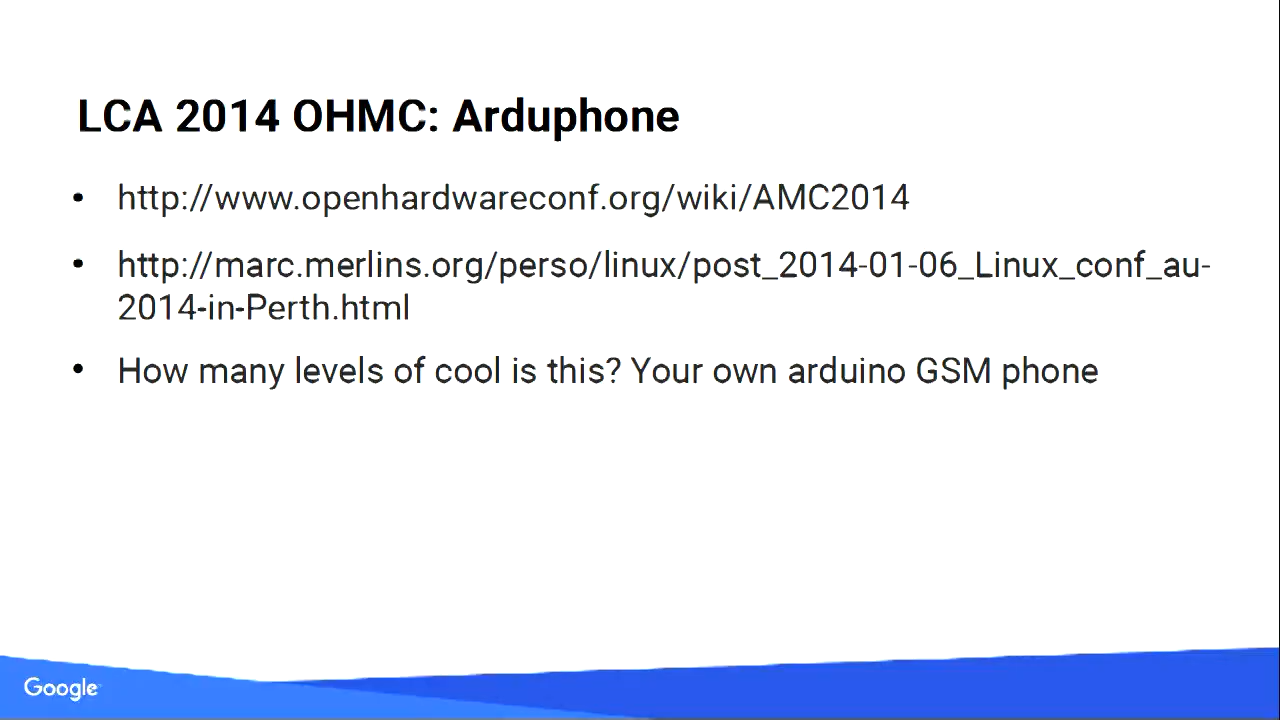 LCA 2014 OHMC: Arduphone
• http://www.openhardwareconf.org/wiki/AMC2014
• http://marc.merlins.org/perso/linux/post_2014-01-06_Linux_conf_au-
2014-in-Perth.html
• How many levels of cool is this? Your own arduino GSM phone
Google